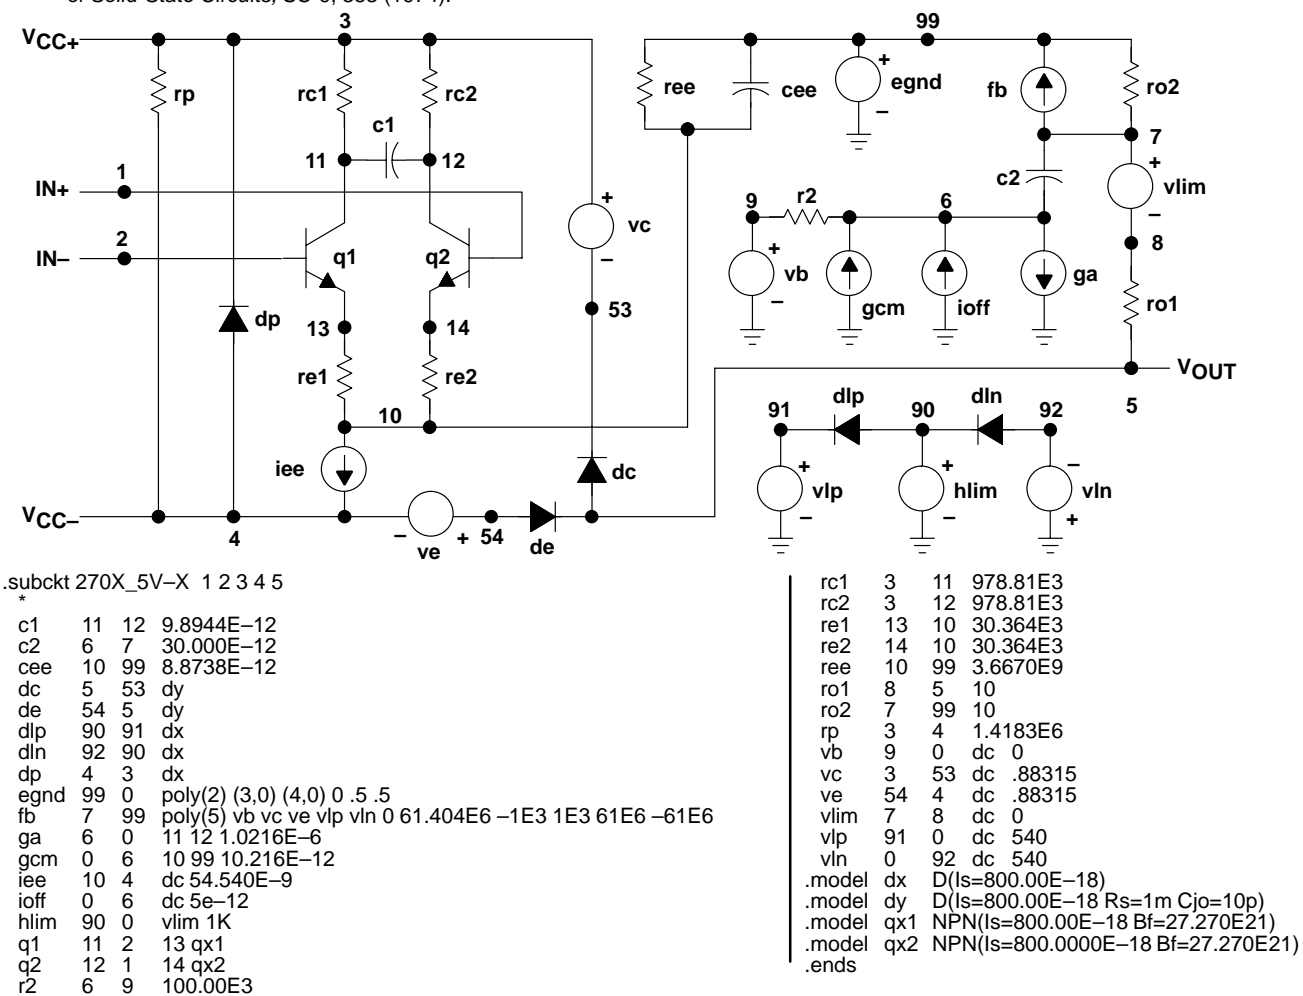 of Solid-State Circuits, SC-9, 353 (1974).
99
3
VCC+
+
egnd
–
rp
rc1
rc2
ree
cee
fb
ro2
c1
7
11
12
c2
+
vlim
–
1
IN+
9
r2
6
+
vc
–
8
2
IN–
q1
q2
+
vb
–
gcm
ioff
ga
ro1
53
dp
13
14
re1
re2
VOUT
5
10
91
dlp
90
dln
92
iee
dc
+
vlp
–
+
hlim
–
–
vln
+
VCC–
4
–
ve
+
54
de
.subckt 270X_5V–X 1 2 3 4 5
*
c1 11 12 9.8944E–12
c2 6 7 30.000E–12
cee 10 99 8.8738E–12
dc 5 53 dy
de 54 5 dy
dlp 90 91 dx
dln 92 90 dx
dp 4 3 dx
egnd 99 0 poly(2) (3,0) (4,0) 0 .5 .5
fb 7 99 poly(5) vb vc ve vlp vln 0 61.404E6 –1E3 1E3 61E6 –61E6
ga 6 0 11 12 1.0216E–6
gcm 0 6 10 99 10.216E–12
iee 10 4 dc 54.540E–9
ioff 0 6 dc 5e–12
hlim 90 0 vlim 1K
q1 11 2 13 qx1
q2 12 1 14 qx2
r2 6 9 100.00E3
rc1 3 11 978.81E3
rc2 3 12 978.81E3
re1 13 10 30.364E3
re2 14 10 30.364E3
ree 10 99 3.6670E9
ro1 8 5 10
ro2 7 99 10
rp 3 4 1.4183E6
vb 9 0 dc 0
vc 3 53 dc .88315
ve 54 4 dc .88315
vlim 7 8 dc 0
vlp 91 0 dc 540
vln 0 92 dc 540
.model dx D(Is=800.00E–18)
.model dy D(Is=800.00E–18 Rs=1m Cjo=10p)
.model qx1 NPN(Is=800.00E–18 Bf=27.270E21)
.model qx2 NPN(Is=800.0000E–18 Bf=27.270E21)
.ends